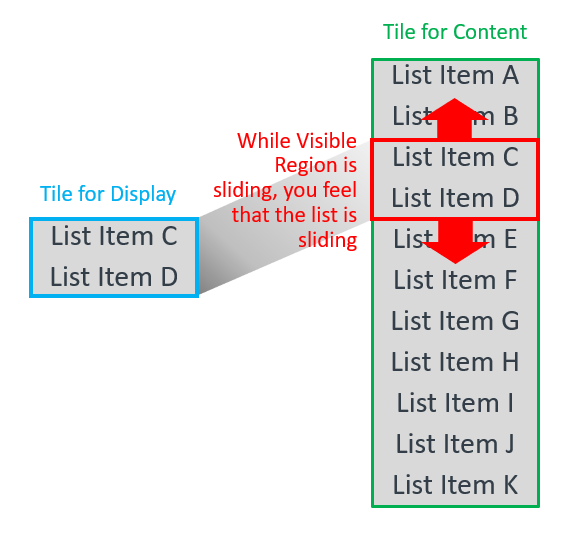 Tile for Content
List Item A
List Item B
While Visible
Region is
sliding, you feel
that the list is
sliding
List Item C
List Item D
List Item E
List Item F
List Item G
List Item H
List Item I
List Item J
List Item K
Tile for Display
List Item C
List Item D